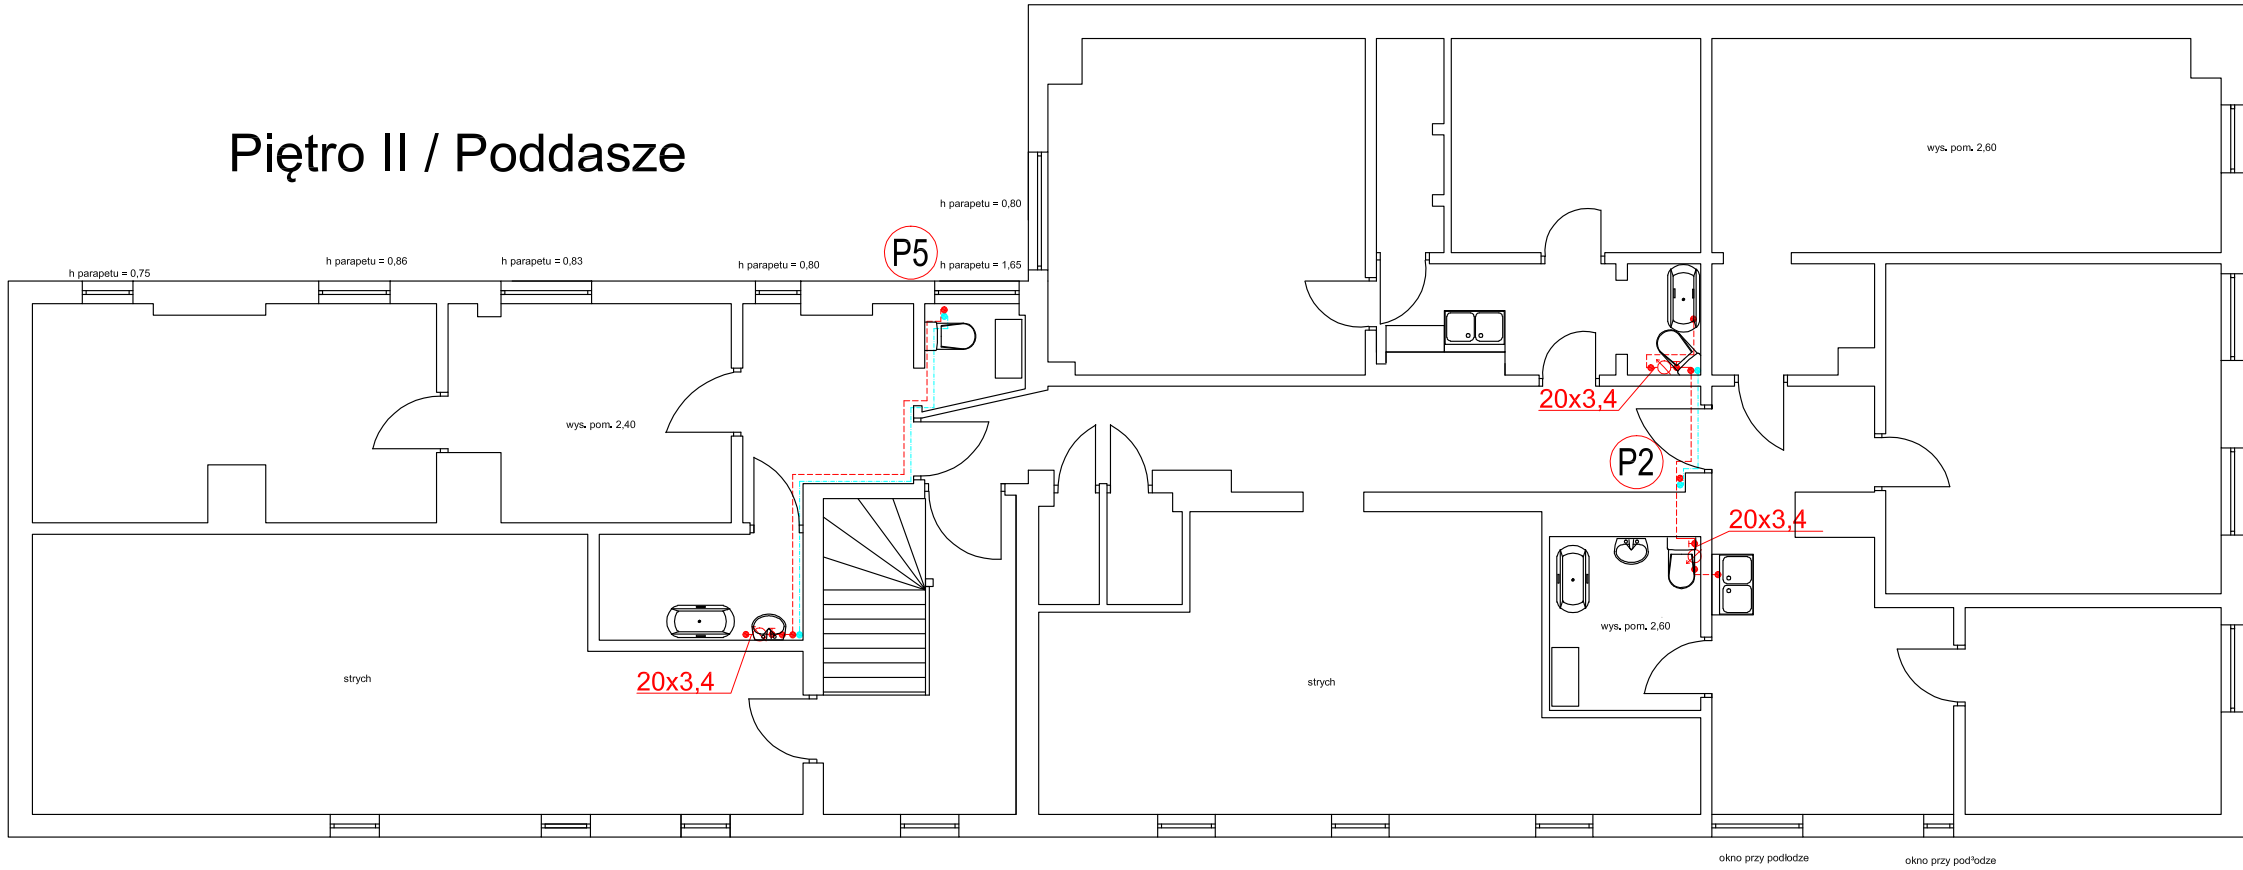 Piętro II / Poddasze
wys. pom. 2,60
h parapetu = 0,80
P5
h parapetu = 0,75
h parapetu = 0,86
h parapetu = 0,83
h parapetu = 0,80
h parapetu = 1,65
20x3,4
wys. pom. 2,40
P2
20x3,4
wys. pom. 2,60
strych
20x3,4
strych
okno przy podłodze
okno przy pod³odze